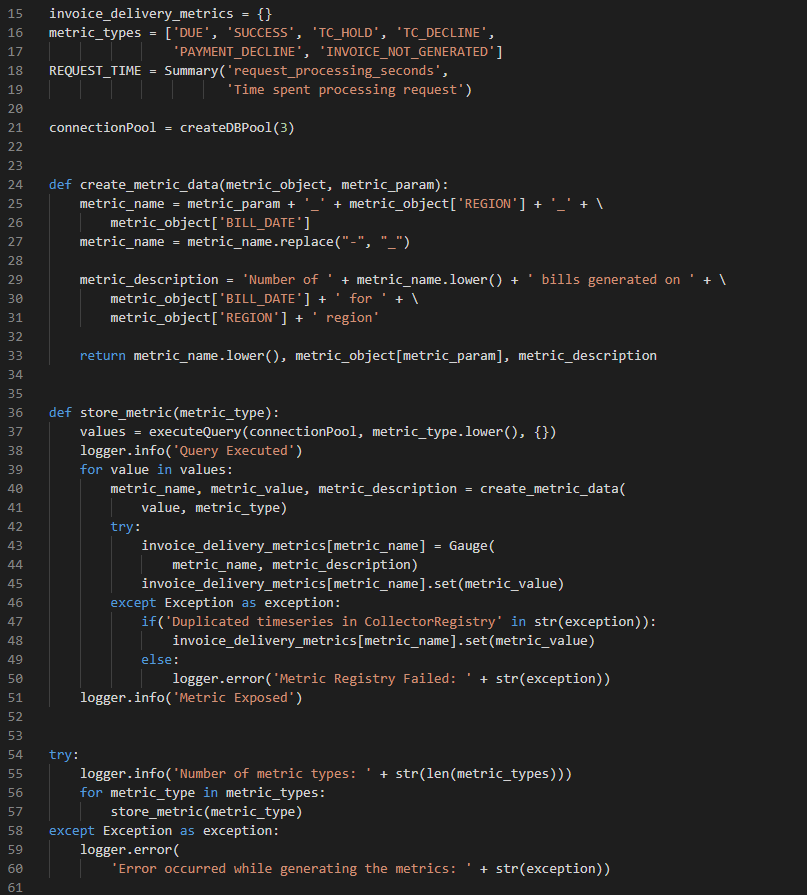 15 invoice_delivery_metrics = {}
16 metric_types = ['DUE', 'SUCCESS', 'TC_HOLD', 'TC_DECLINE',
17                 'PAYMENT_DECLINE', 'INVOICE_NOT_GENERATED']
18 REQUEST_TIME = Summary('request_processing_seconds',
19                        'Time spent processing request')
20
21 connectionPool = createDBPool(3)
22
23
24 def create_metric_data(metric_object, metric_param):
25     metric_name = metric_param + '_' + metric_object['REGION'] + '_' + \
26         metric_object['BILL_DATE']
27     metric_name = metric_name.replace("-", "_")
28
29     metric_description = 'Number of ' + metric_name.lower() + ' bills generated on ' + \
30         metric_object['BILL_DATE'] + ' for ' + \
31         metric_object['REGION'] + ' region'
32
33     return metric_name.lower(), metric_object[metric_param], metric_description
34
35
36 def store_metric(metric_type):
37     values = executeQuery(connectionPool, metric_type.lower(), {})
38     logger.info('Query Executed')
39     for value in values:
40         metric_name, metric_value, metric_description = create_metric_data(
41             value, metric_type)
42         try:
43             invoice_delivery_metrics[metric_name] = Gauge(
44                 metric_name, metric_description)
45             invoice_delivery_metrics[metric_name].set(metric_value)
46         except Exception as exception:
47             if('Duplicated timeseries in CollectorRegistry' in str(exception)):
48                 invoice_delivery_metrics[metric_name].set(metric_value)
49             else:
50                 logger.error('Metric Registry Failed: ' + str(exception))
51     logger.info('Metric Exposed')
52
53
54 try:
55     logger.info('Number of metric types: ' + str(len(metric_types)))
56     for metric_type in metric_types:
57         store_metric(metric_type)
58 except Exception as exception:
59     logger.error(
60         'Error occurred while generating the metrics: ' + str(exception))
61